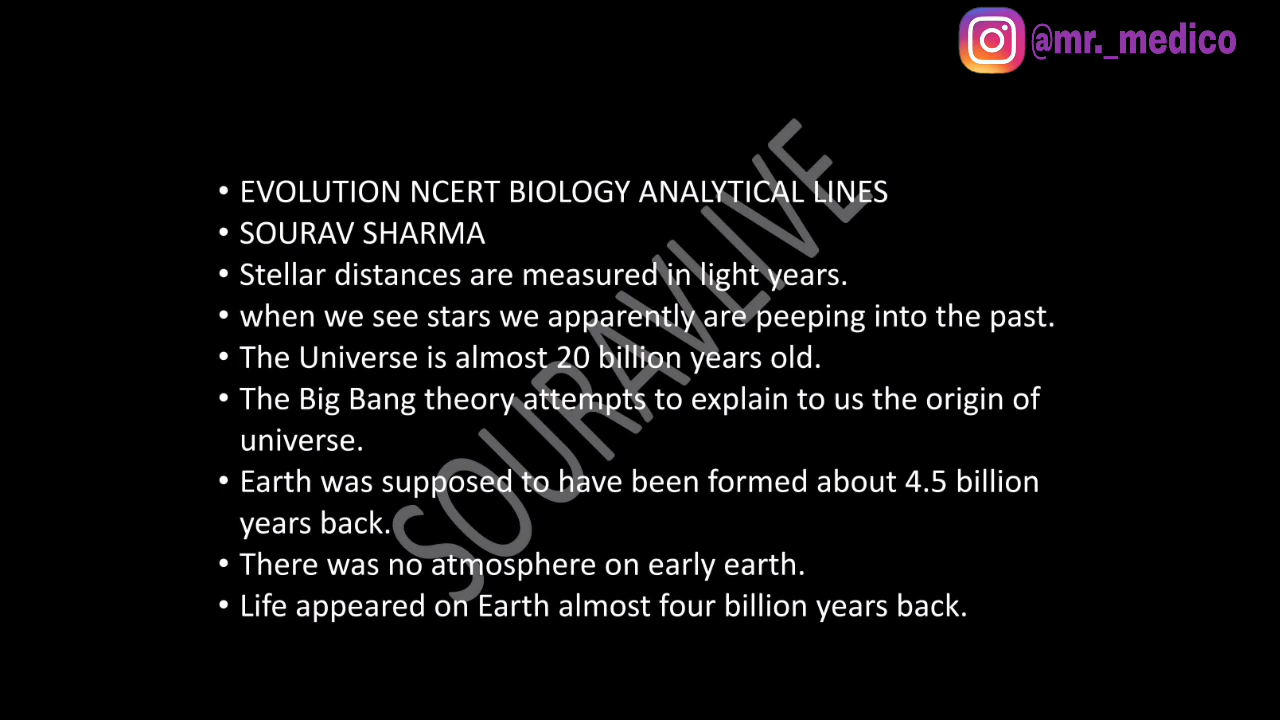 @mr._medico
• EVOLUTION NCERT BIOLOGY ANALYTICAL LINES
• SOURAV SHARMA
• Stellar distances are measured in light years.
• when we see stars we apparently are peeping into the past.
• The Universe is almost 20 billion years old.
• The Big Bang theory attempts to explain to us the origin of
universe.
• Earth was supposed to have been formed about 4.5 billion
years back.
• There was no atmosphere on early earth.
• Life appeared on Earth almost four billion years back.
SOURAVLIVE